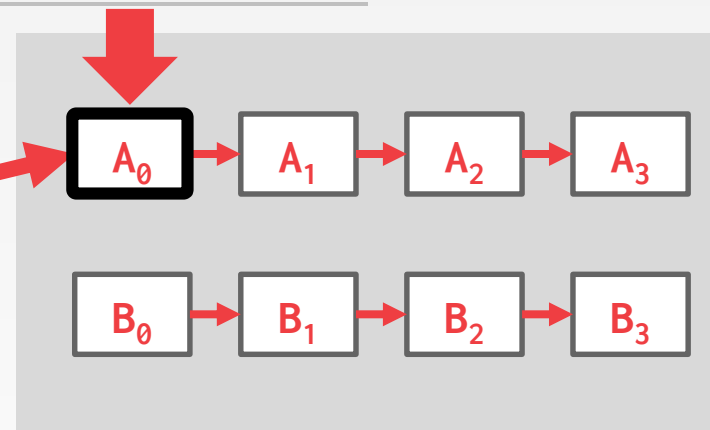 A₀ A₁ A₂ A₃
B₀ B₁ B₂ B₃